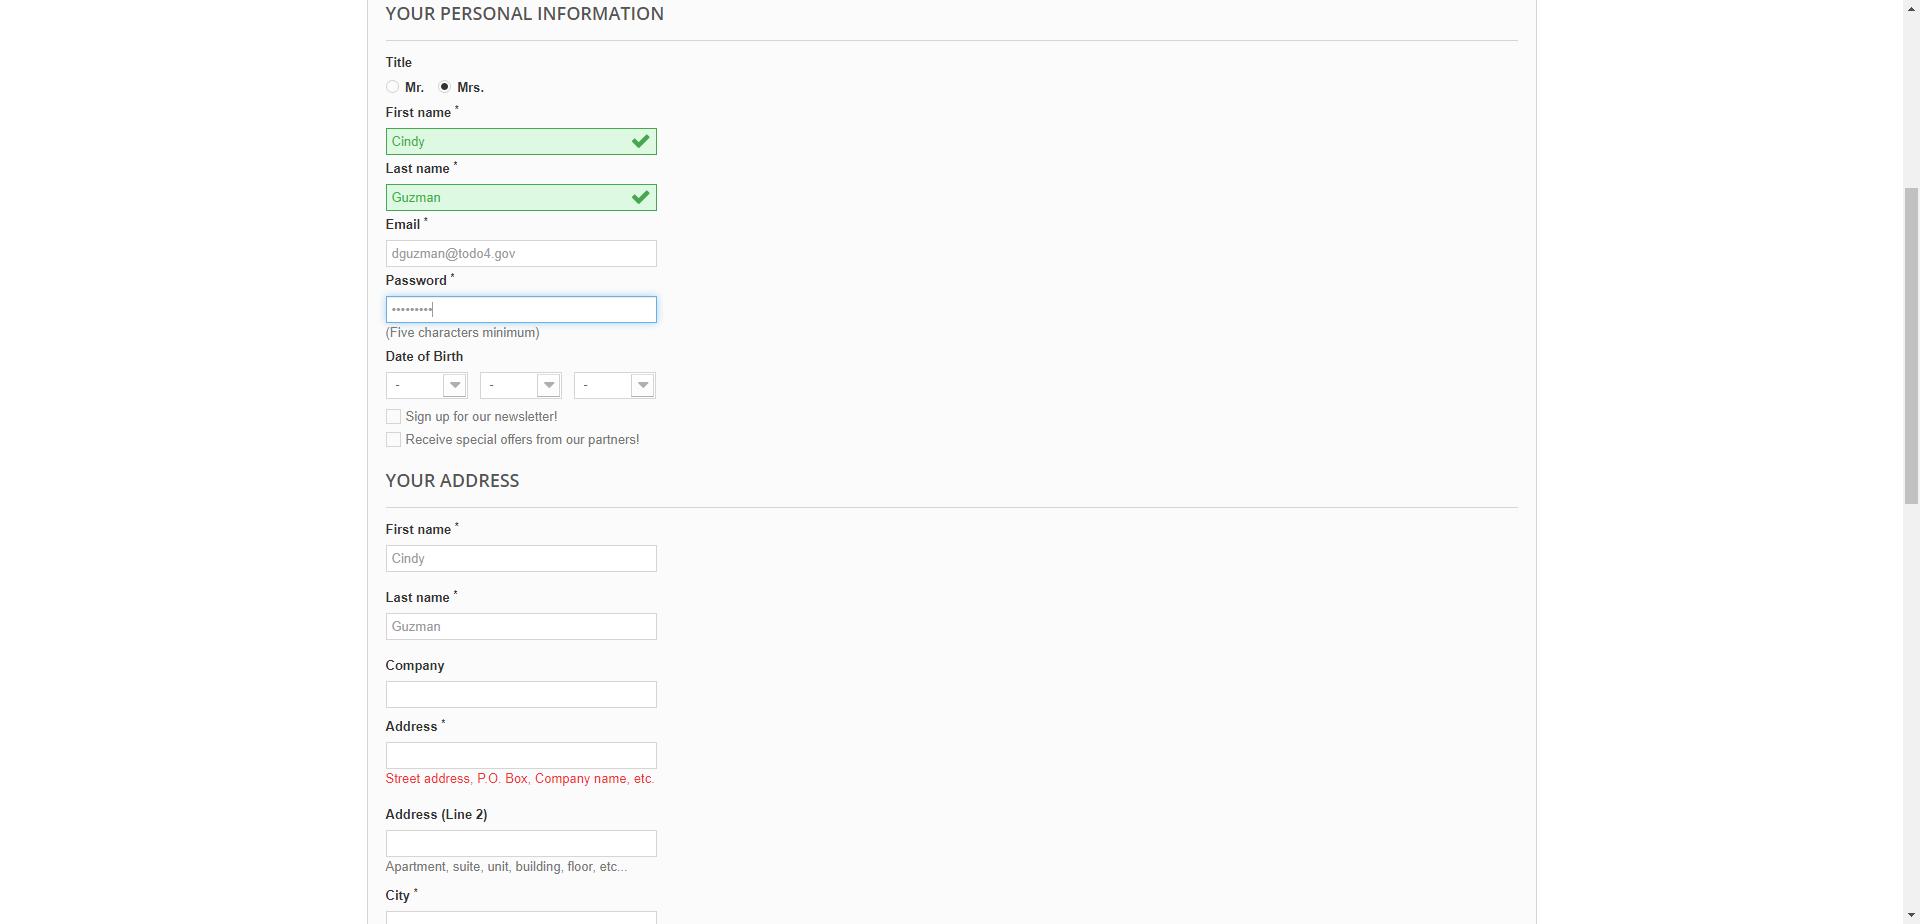 YOUR PERSONAL INFORMATION
Title
Mr. Mrs.
First name *
Cindy
Last name *
Guzman
Email *
dguzman@todo4.gov
Password *
•••••••••
(Five characters minimum)
Date of Birth
- - -
Sign up for our newsletter!
Receive special offers from our partners!
YOUR ADDRESS
First name *
Cindy
Last name *
Guzman
Company
Address *
Street address, P.O. Box, Company name, etc.
Address (Line 2)
Apartment, suite, unit, building, floor, etc...
City *